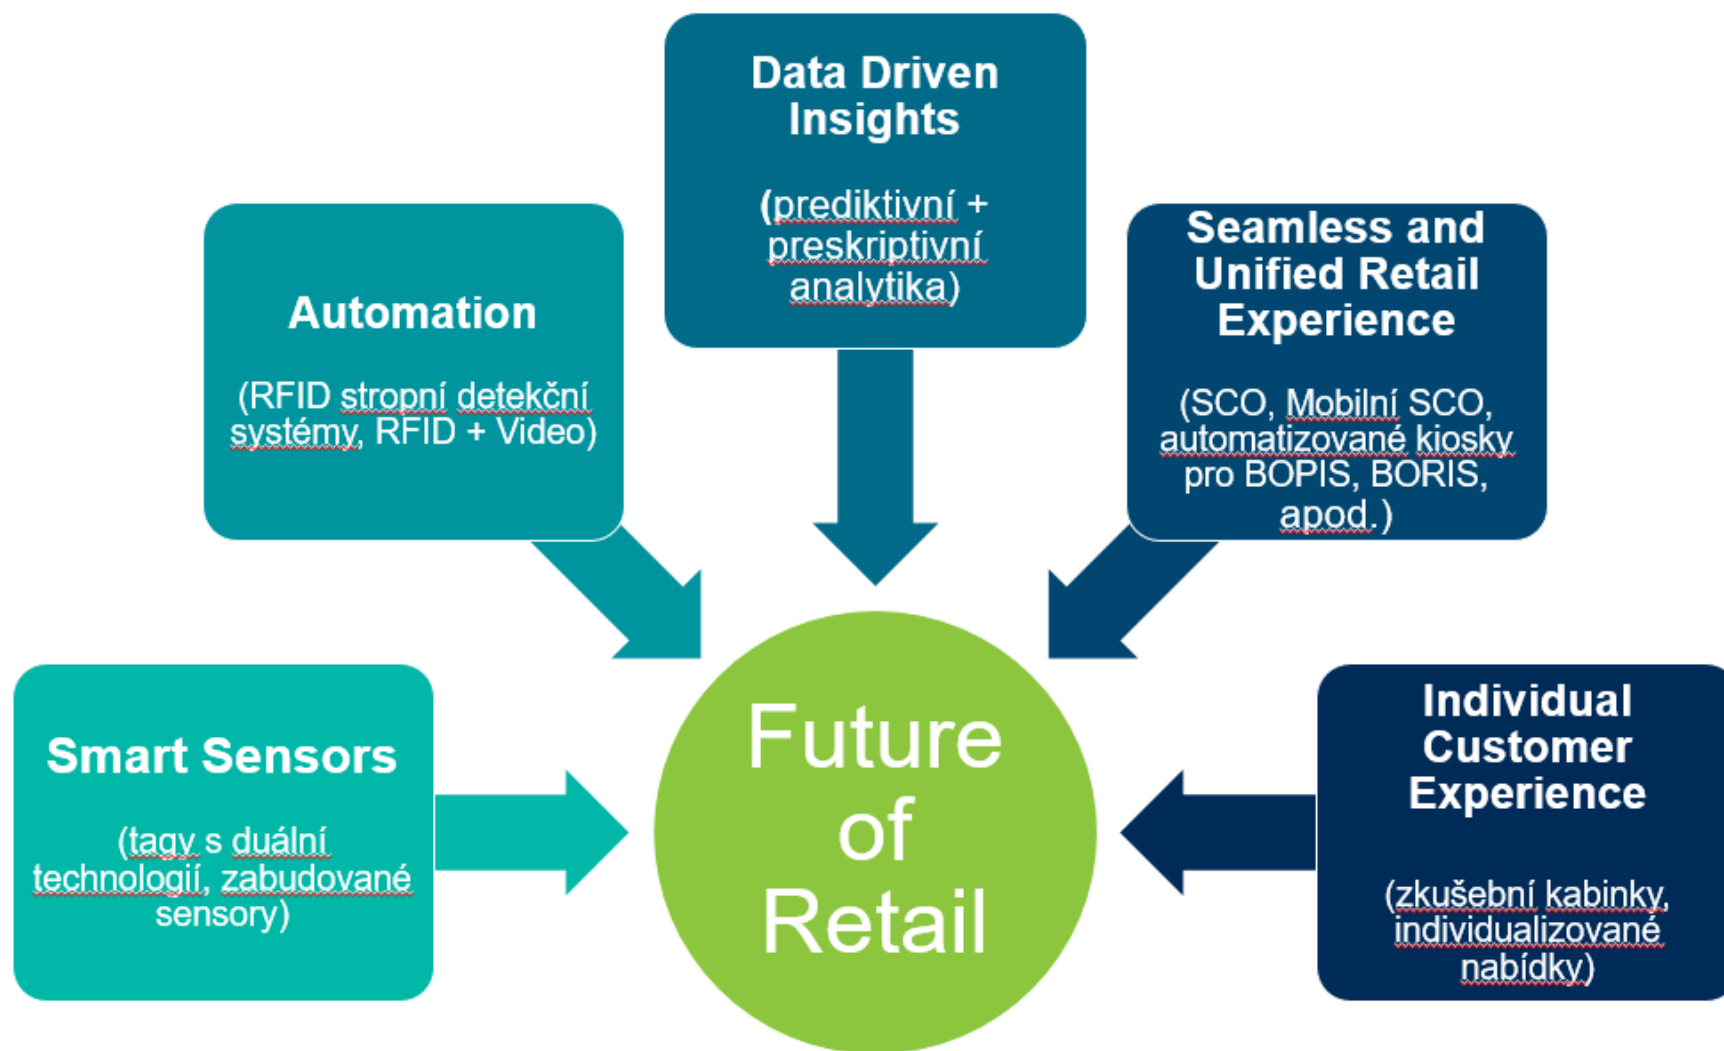 Data Driven
Insights
(prediktivní +
preskriptivní
analytika)
Automation
(RFID stropní detekční
systémy, RFID + Video)
Seamless and
Unified Retail
Experience
(SCO, Mobilní SCO,
automatizované kiosky
pro BOPIS, BORIS,
apod.)
Smart Sensors
(tagy s duální
technologií, zabudované
sensory)
Future
of
Retail
Individual
Customer
Experience
(zkušební kabinky,
individualizované
nabídky)